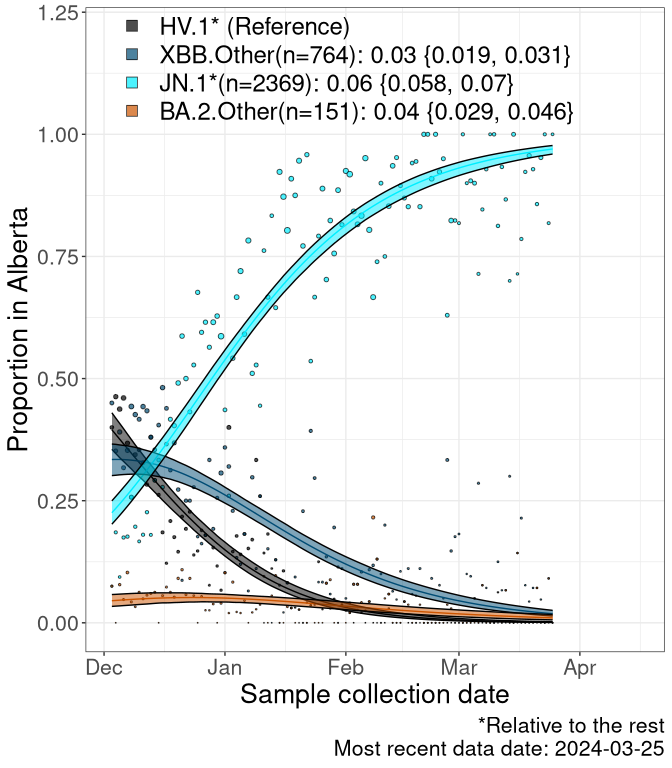 1.25
HV.1* (Reference)
XBB.Other(n=764): 0.03 {0.019, 0.031}
JN.1*(n=2369): 0.06 {0.058, 0.07}
BA.2.Other(n=151): 0.04 {0.029, 0.046}
1.00
0.75
0.50
0.25
0.00
Proportion in Alberta
Dec Jan Feb Mar Apr
Sample collection date
*Relative to the rest
Most recent data date: 2024-03-25